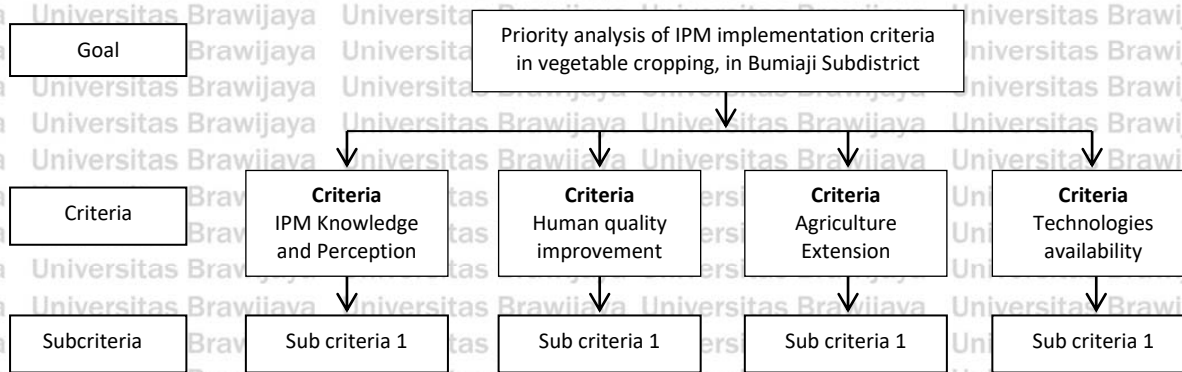 Goal
Priority analysis of IPM implementation criteria
in vegetable cropping, in Bumiaji Subdistrict
Criteria
Criteria
IPM Knowledge
and Perception
Criteria
Human quality
improvement
Criteria
Agriculture
Extension
Criteria
Technologies
availability
Subcriteria
Sub criteria 1
Sub criteria 1
Sub criteria 1
Sub criteria 1
Universitas Brawijaya